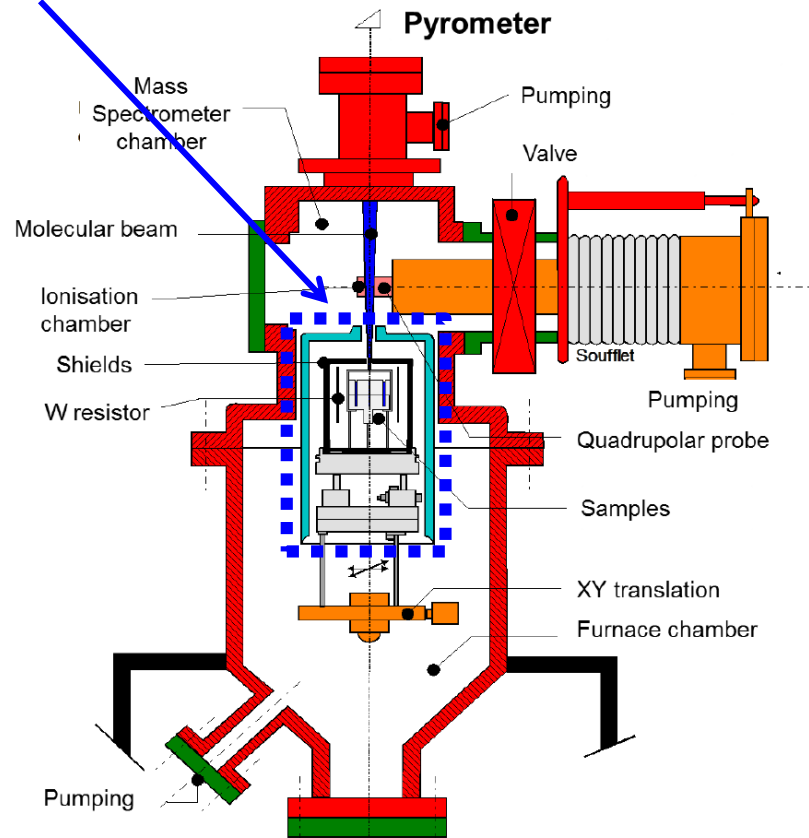 Pyrometer
Mass
Spectrometer
chamber
Pumping
Valve
Molecular beam
Ionisation
chamber
Shields
Soufflet
W resistor
Pumping
Quadrupolar probe
Samples
XY translation
Furnace chamber
Pumping